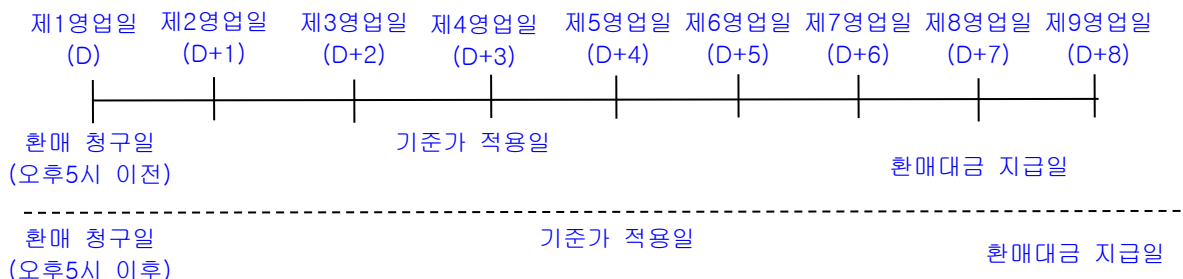 제1영업일 제2영업일 제3영업일 제4영업일 제5영업일 제6영업일 제7영업일 제8영업일 제9영업일
(D) (D+1) (D+2) (D+3) (D+4) (D+5) (D+6) (D+7) (D+8)
환매 청구일 기준가 적용일
(오후5시 이전) 환매대금 지급일
환매 청구일 기준가 적용일
(오후5시 이후) 환매대금 지급일